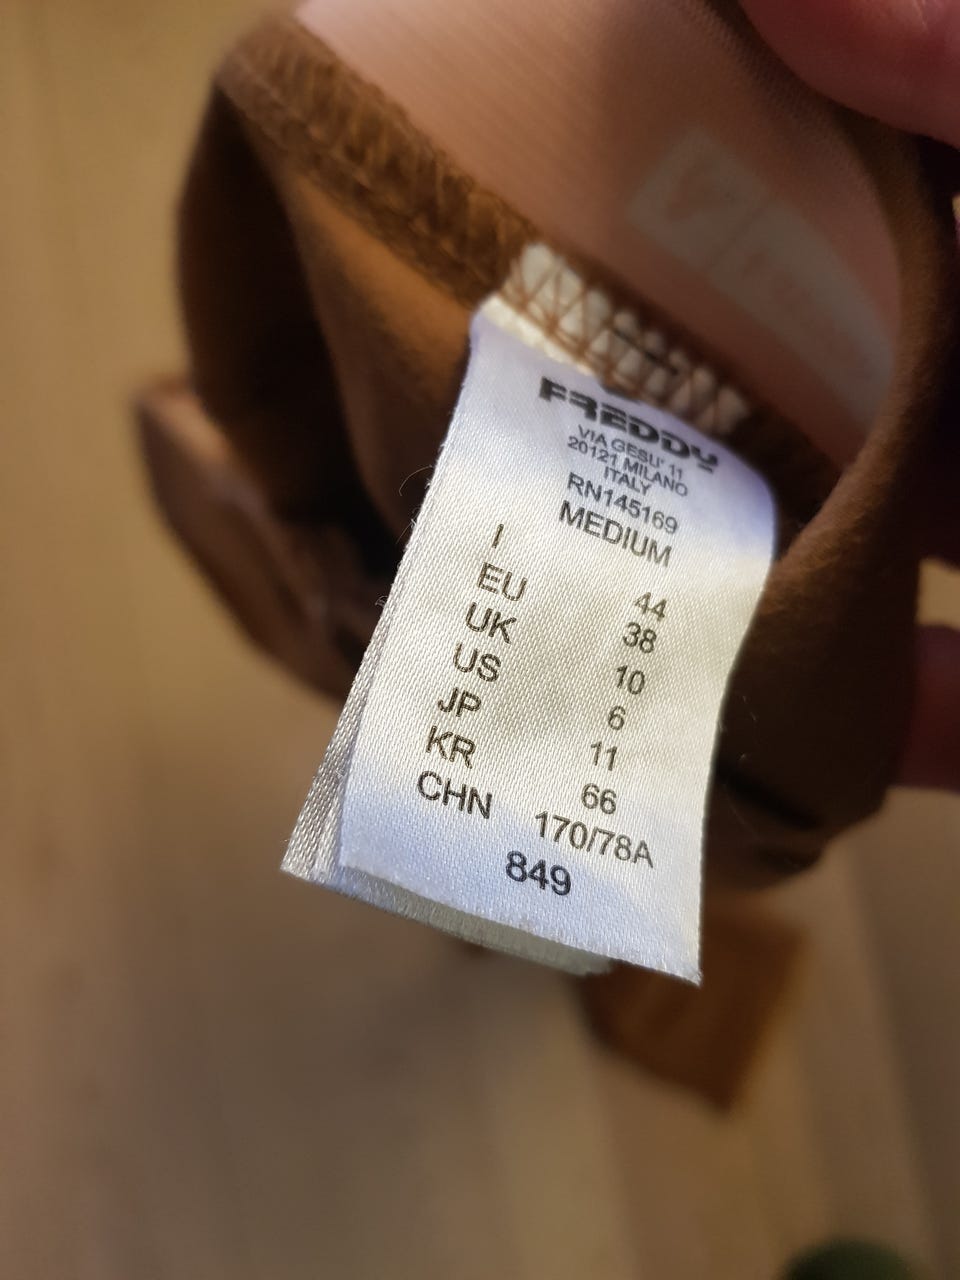 FREDDY
VIA GESU' 11
20121 MILANO
ITALY
RN145169
MEDIUM
I 44
EU 38
UK 10
US 6
JP 11
KR 66
CHN 170/78A
849